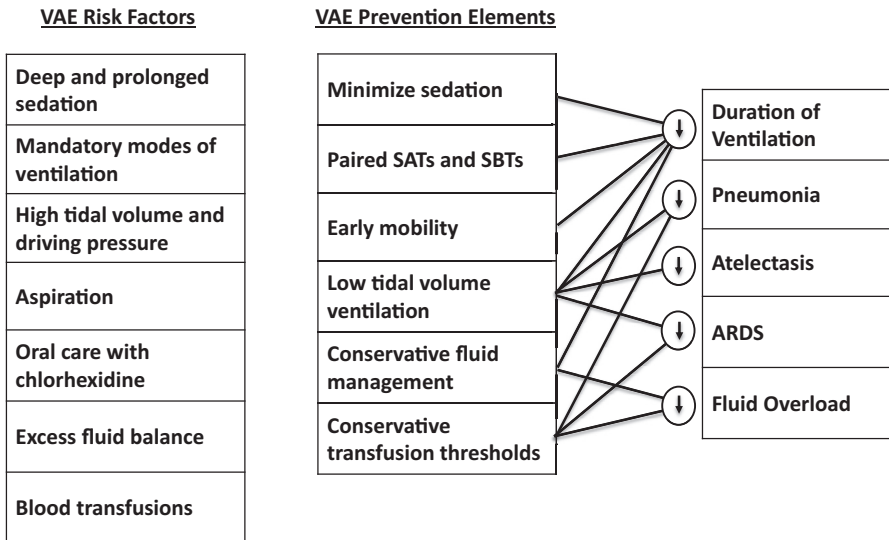 VAE Risk Factors
Deep and prolonged
sedation
Mandatory modes of
ventilation
High tidal volume and
driving pressure
Aspiration
Oral care with
chlorhexidine
Excess fluid balance
Blood transfusions
VAE Prevention Elements
Minimize sedation
Paired SATs and SBTs
Early mobility
Low tidal volume
ventilation
Conservative fluid
management
Conservative
transfusion thresholds
Duration of
Ventilation
Pneumonia
Atelectasis
ARDS
Fluid Overload